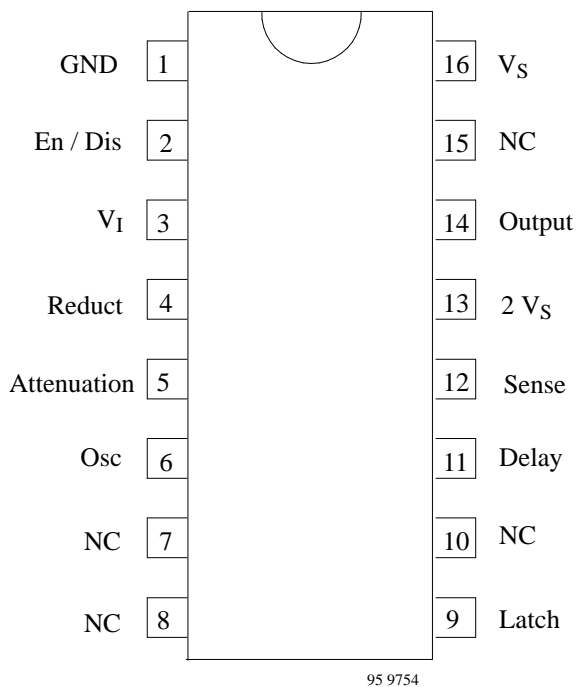 GND 1 16 VS
En / Dis 2 15 NC
VI 3 14 Output
Reduct 4 13 2 VS
Attenuation 5 12 Sense
Osc 6 11 Delay
NC 7 10 NC
NC 8 9 Latch
95 9754